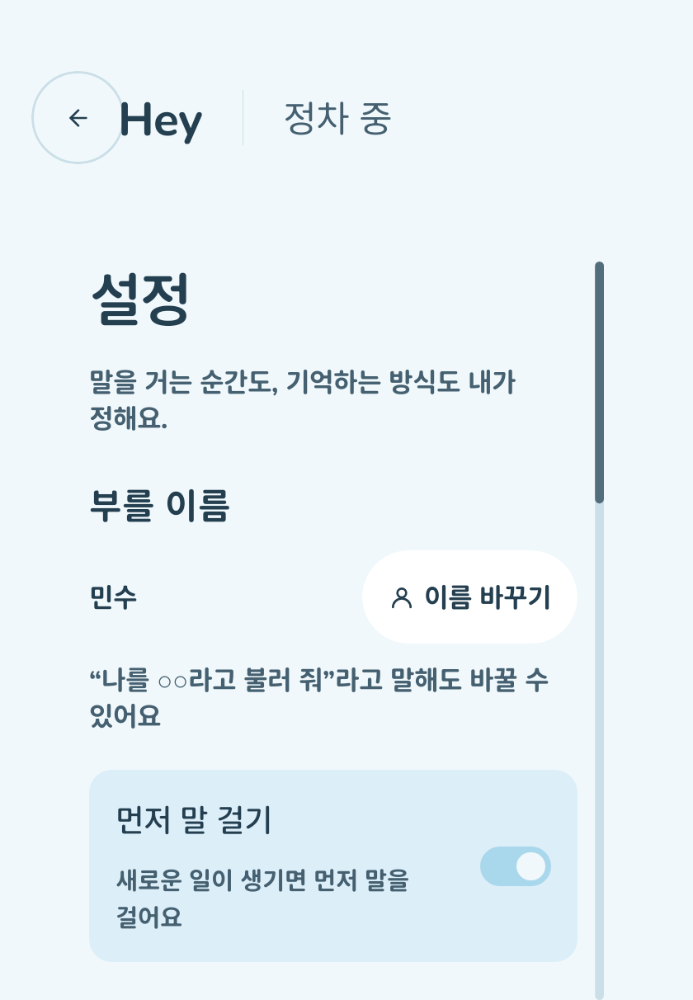 Hey
정차 중
설정
말을 거는 순간도, 기억하는 방식도 내가
정해요.
부를 이름
민수
이름 바꾸기
“나를 ○○라고 불러 줘”라고 말해도 바꿀 수
있어요
먼저 말 걸기
새로운 일이 생기면 먼저 말을
걸어요